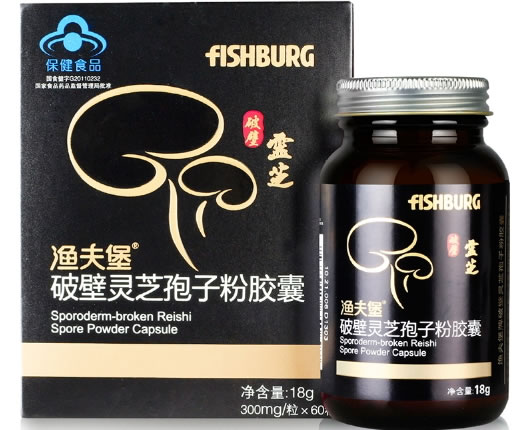 保健食品
国食健字G20110232
国家食品药品监督管理局批准
FISHBURG
破壁
靈芝
渔夫堡®
破壁灵芝孢子粉胶囊
Sporoderm-broken Reishi
Spore Powder Capsule
净含量:18g
300mg/粒×60粒
FISHBURG
破壁
靈芝
渔夫堡®
破壁灵芝孢子粉胶囊
Sporoderm-broken Reishi
Spore Powder Capsule
净含量:18g